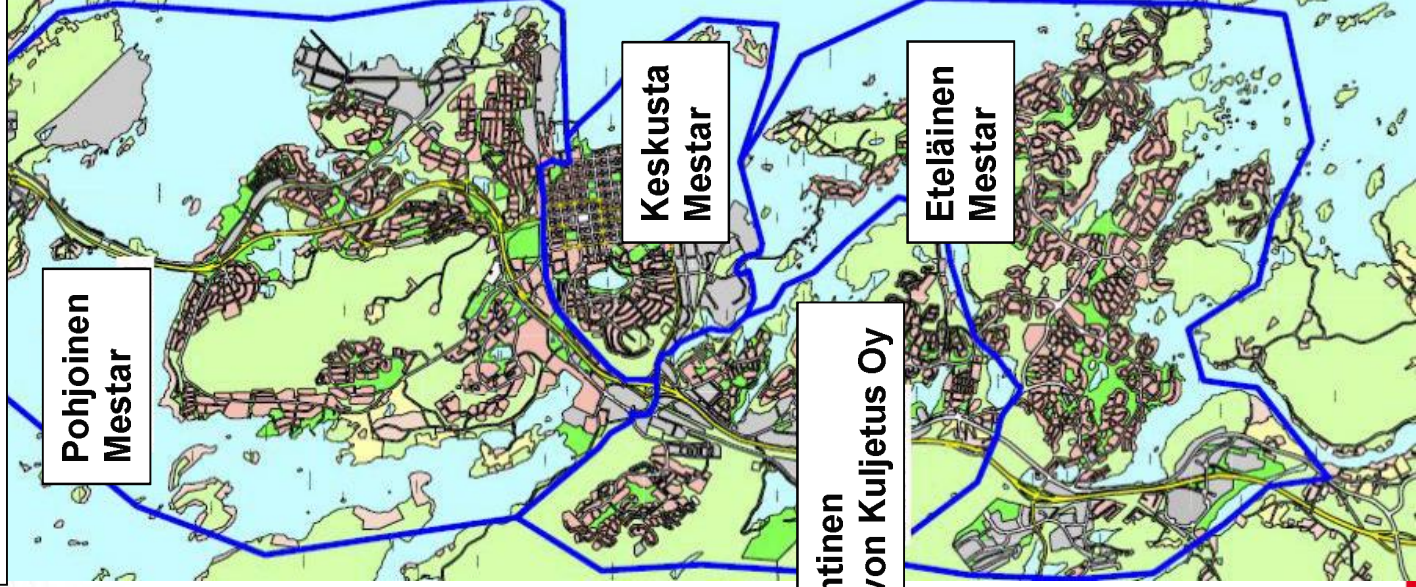 Pohjoinen
Mestar
Keskusta
Mestar
Eteläinen
Mestar
ntinen
von Kuljetus Oy